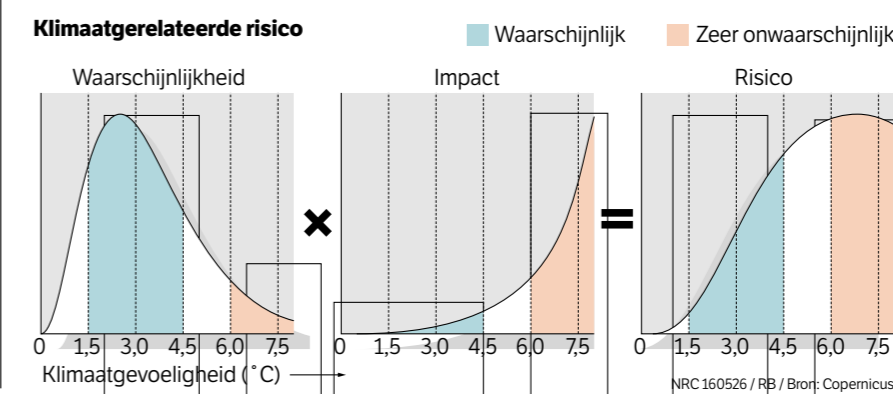 Klimaatgerelateerde risico
Waarschijnlijk
Zeer onwaarschijnlijk
Waarschijnlijkheid
Impact
Risico
×
=
0 1,5 3,0 4,5 6,0 7,5
0 1,5 3,0 4,5 6,0 7,5
0 1,5 3,0 4,5 6,0 7,5
Klimaatgevoeligheid (˚C)
NRC 160526 / RB / Bron: Copernicus